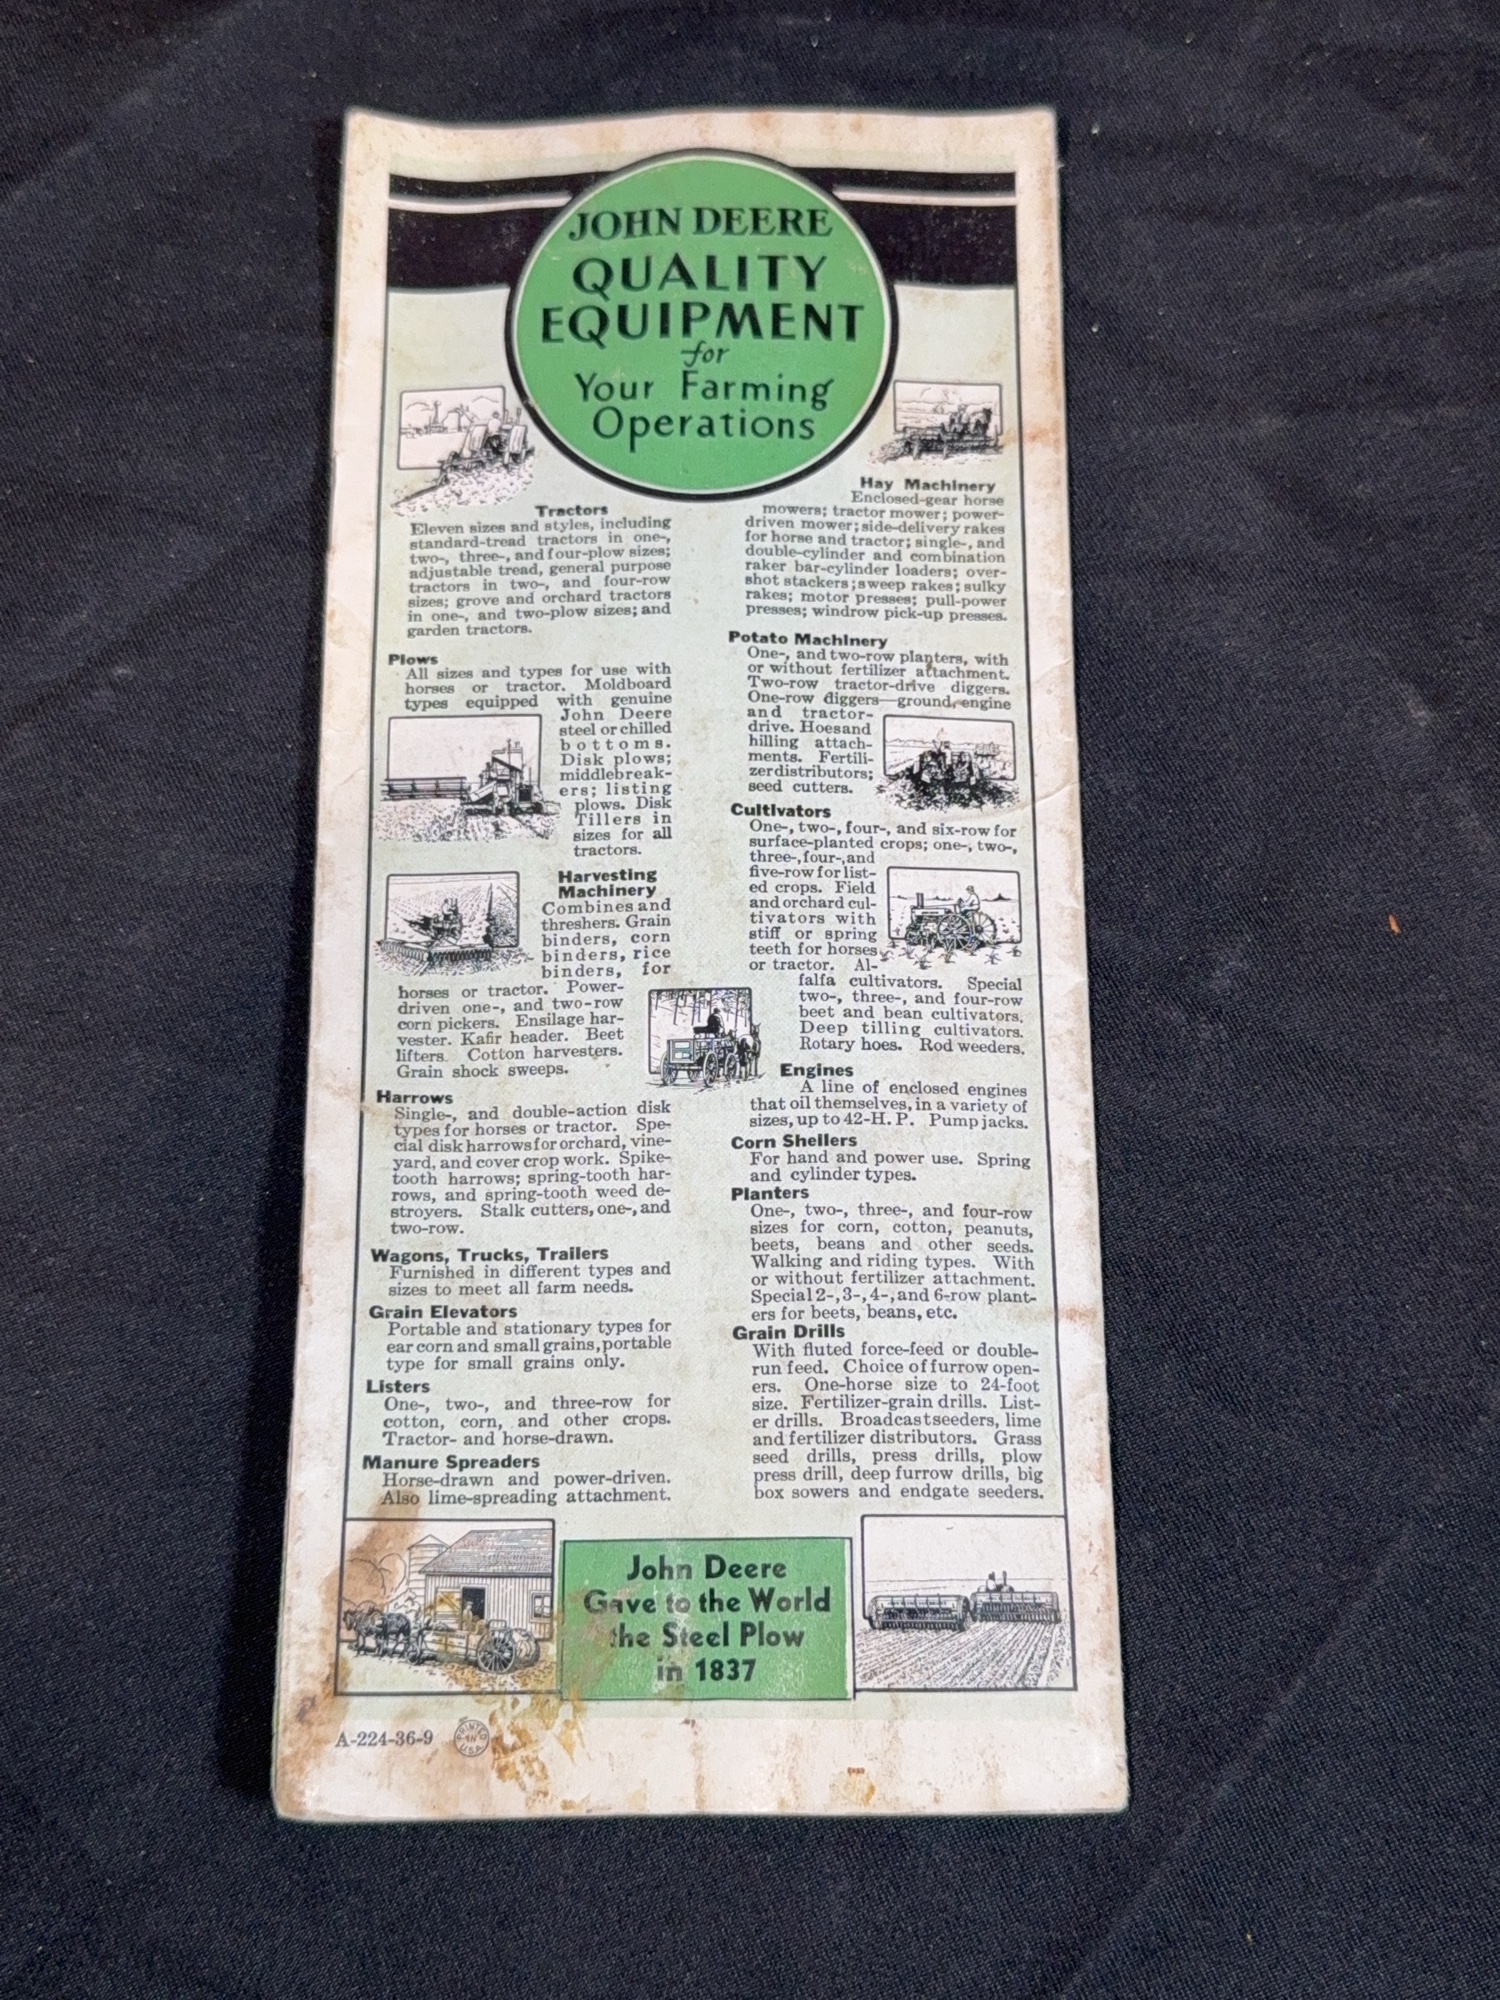 JOHN DEERE
QUALITY
EQUIPMENT
for
Your Farming
Operations
Tractors
Eleven sizes and styles, including
standard-tread tractors in one-,
two-, three-, and four-plow sizes;
adjustable tread, general purpose
tractors in two-, and four-row
sizes; grove and orchard tractors
in one-, and two-plow sizes; and
garden tractors.
Plows
All sizes and types for use with
horses or tractor. Moldboard
types equipped with genuine
John Deere
steel or chilled
bottoms.
Disk plows;
middlebreak-
ers; listing
plows. Disk
Tillers in
sizes for all
tractors.
Harvesting
Machinery
Combines and
threshers. Grain
binders, corn
binders, rice
binders, for
horses or tractor. Power-
driven one-, and two-row
corn pickers. Ensilage har-
vester. Kafir header. Beet
lifters. Cotton harvesters.
Grain shock sweeps.
Harrows
Single-, and double-action disk
types for horses or tractor. Spe-
cial disk harrows for orchard, vine-
yard, and cover crop work. Spike-
tooth harrows; spring-tooth har-
rows, and spring-tooth weed de-
stroyers. Stalk cutters, one-, and
two-row.
Wagons, Trucks, Trailers
Furnished in different types and
sizes to meet all farm needs.
Grain Elevators
Portable and stationary types for
ear corn and small grains, portable
type for small grains only.
Listers
One-, two-, and three-row for
cotton, corn, and other crops.
Tractor- and horse-drawn.
Manure Spreaders
Horse-drawn and power-driven.
Also lime-spreading attachment.
Hay Machinery
Enclosed-gear horse
mowers; tractor mower; power-
driven mower; side-delivery rakes
for horse and tractor; single-, and
double-cylinder and combination
raker bar-cylinder loaders; over-
shot stackers; sweep rakes; sulky
rakes; motor presses; pull-power
presses; windrow pick-up presses.
Potato Machinery
One-, and two-row planters, with
or without fertilizer attachment.
Two-row tractor-drive diggers.
One-row diggers—ground, engine
and tractor-
drive. Hoes and
hilling attach-
ments. Fertili-
zer distributors;
seed cutters.
Cultivators
One-, two-, four-, and six-row for
surface-planted crops; one-, two-,
three-, four-, and
five-row for list-
ed crops. Field
and orchard cul-
tivators with
stiff or spring
teeth for horses
or tractor. Al-
falfa cultivators. Special
two-, three-, and four-row
beet and bean cultivators.
Deep tilling cultivators.
Rotary hoes. Rod weeders.
Engines
A line of enclosed engines
that oil themselves, in a variety of
sizes, up to 42-H. P. Pump jacks.
Corn Shellers
For hand and power use. Spring
and cylinder types.
Planters
One-, two-, three-, and four-row
sizes for corn, cotton, peanuts,
beets, beans and other seeds.
Walking and riding types. With
or without fertilizer attachment.
Special 2-, 3-, 4-, and 6-row plant-
ers for beets, beans, etc.
Grain Drills
With fluted force-feed or double-
run feed. Choice of furrow open-
ers. One-horse size to 24-foot
size. Fertilizer-grain drills. List-
er drills. Broadcast seeders, lime
and fertilizer distributors. Grass
seed drills, press drills, plow
press drill, deep furrow drills, big
box sowers and endgate seeders.
John Deere
Gave to the World
the Steel Plow
in 1837
A-224-36-9
PRINTED
IN
U.S.A.